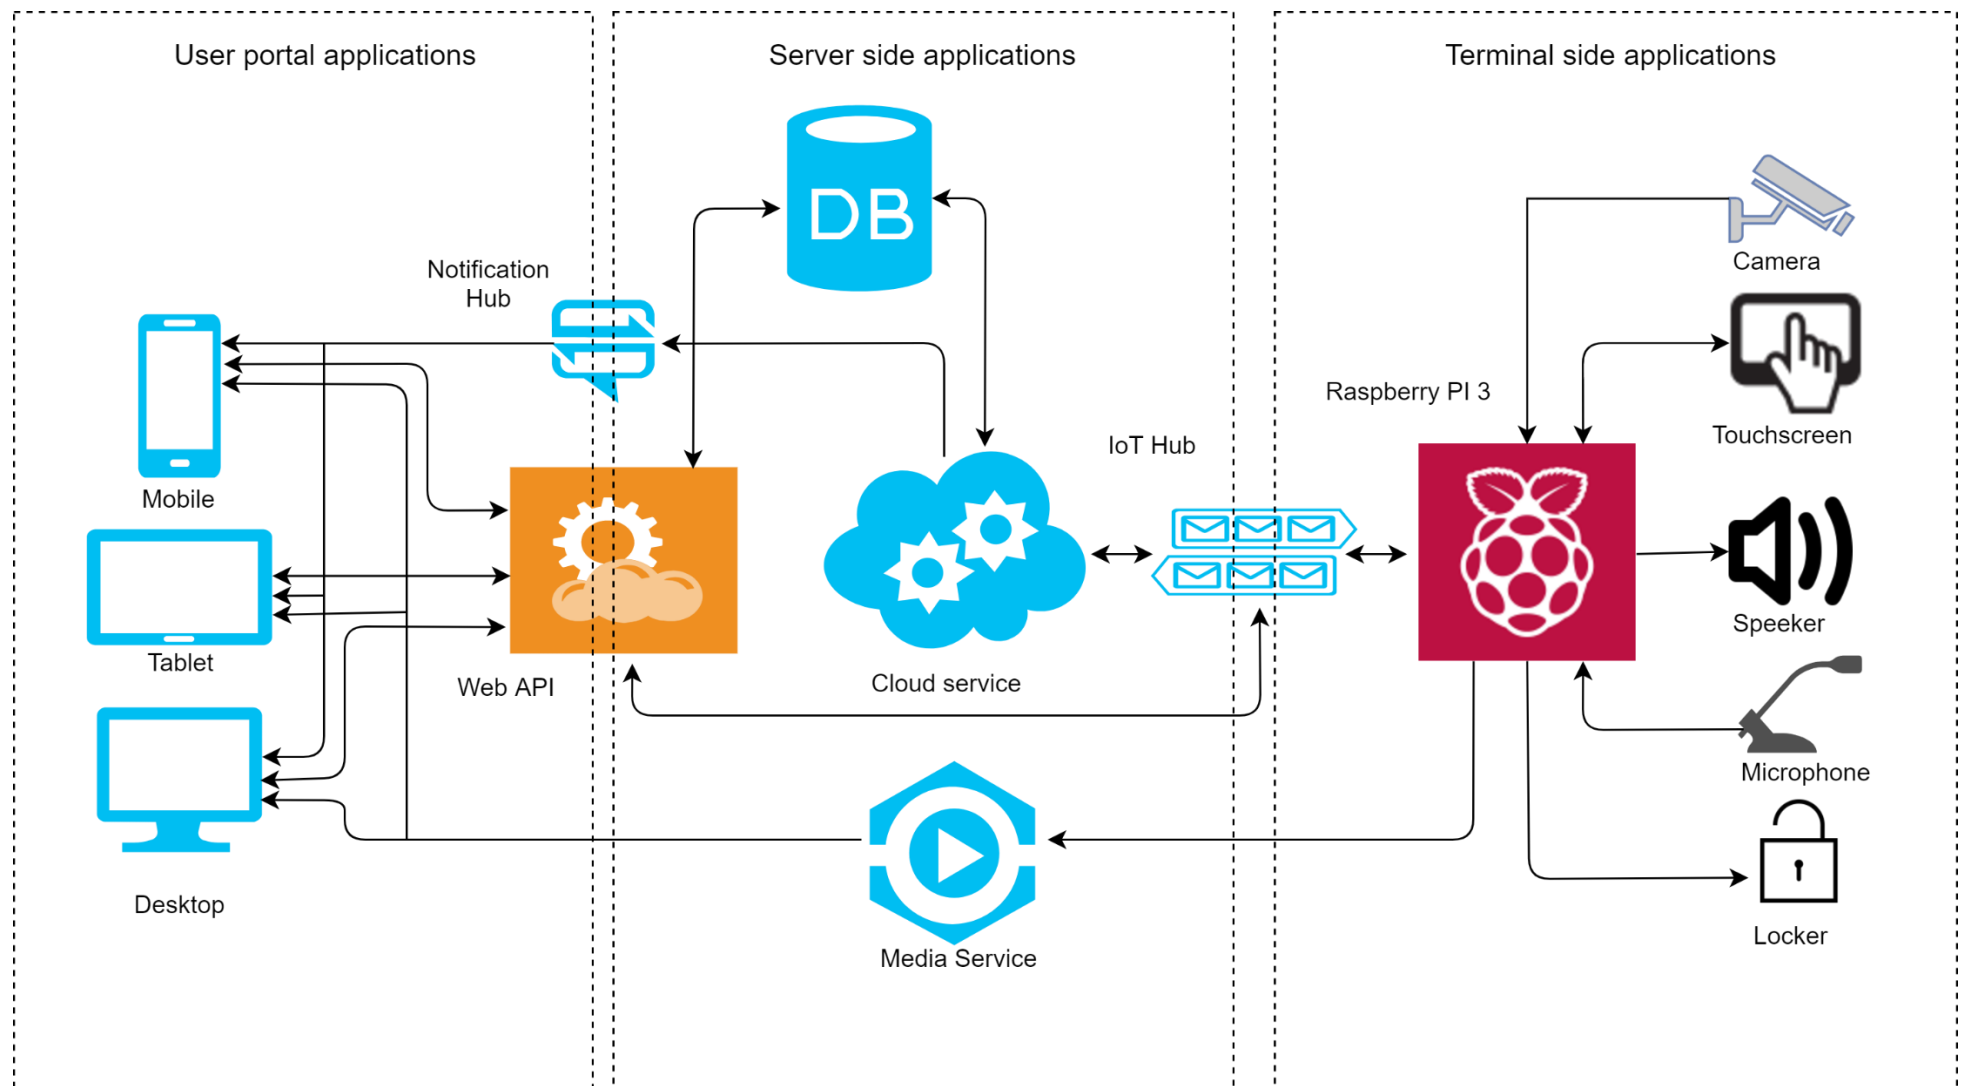 User portal applications
Server side applications
Terminal side applications
DB
Camera
Notification
Hub
Raspberry PI 3
Touchscreen
IoT Hub
Mobile
Speeker
Tablet
Web API
Cloud service
Microphone
Desktop
Locker
Media Service